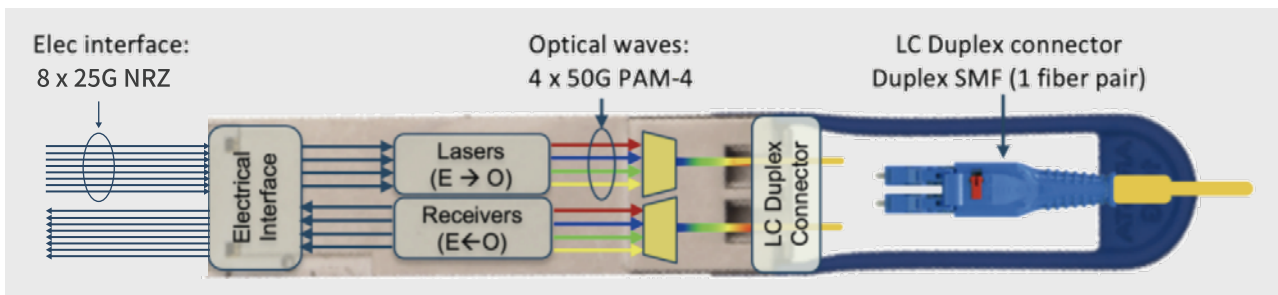 Elec interface:
8 x 25G NRZ
Optical waves:
4 x 50G PAM-4
LC Duplex connector
Duplex SMF (1 fiber pair)
Electrical
Interface
Lasers
(E → O)
Receivers
(E←O)
LC Duplex
Connector